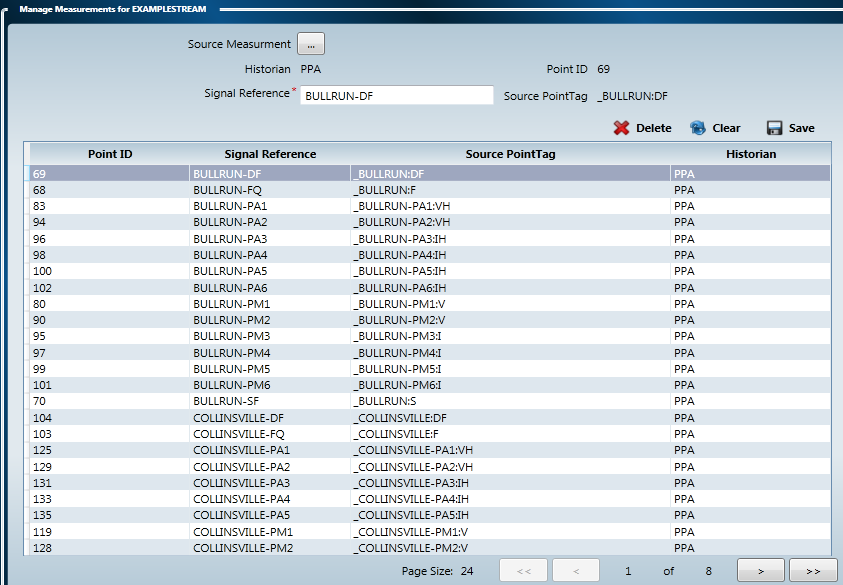 Manage Measurements for EXAMPLESTREAM
Source Measurment ...
Historian PPA Point ID 69
Signal Reference* BULLRUN-DF Source PointTag _BULLRUN:DF
Delete Clear Save
Point ID Signal Reference Source PointTag Historian
69 BULLRUN-DF _BULLRUN:DF PPA
68 BULLRUN-FQ _BULLRUN:F PPA
83 BULLRUN-PA1 _BULLRUN-PA1:VH PPA
94 BULLRUN-PA2 _BULLRUN-PA2:VH PPA
96 BULLRUN-PA3 _BULLRUN-PA3:IH PPA
98 BULLRUN-PA4 _BULLRUN-PA4:IH PPA
100 BULLRUN-PA5 _BULLRUN-PA5:IH PPA
102 BULLRUN-PA6 _BULLRUN-PA6:IH PPA
80 BULLRUN-PM1 _BULLRUN-PM1:V PPA
90 BULLRUN-PM2 _BULLRUN-PM2:V PPA
95 BULLRUN-PM3 _BULLRUN-PM3:I PPA
97 BULLRUN-PM4 _BULLRUN-PM4:I PPA
99 BULLRUN-PM5 _BULLRUN-PM5:I PPA
101 BULLRUN-PM6 _BULLRUN-PM6:I PPA
70 BULLRUN-SF _BULLRUN:S PPA
104 COLLINSVILLE-DF _COLLINSVILLE:DF PPA
103 COLLINSVILLE-FQ _COLLINSVILLE:F PPA
125 COLLINSVILLE-PA1 _COLLINSVILLE-PA1:VH PPA
129 COLLINSVILLE-PA2 _COLLINSVILLE-PA2:VH PPA
131 COLLINSVILLE-PA3 _COLLINSVILLE-PA3:IH PPA
133 COLLINSVILLE-PA4 _COLLINSVILLE-PA4:IH PPA
135 COLLINSVILLE-PA5 _COLLINSVILLE-PA5:IH PPA
119 COLLINSVILLE-PM1 _COLLINSVILLE-PM1:V PPA
128 COLLINSVILLE-PM2 _COLLINSVILLE-PM2:V PPA
Page Size: 24 << < 1 of 8 > >>